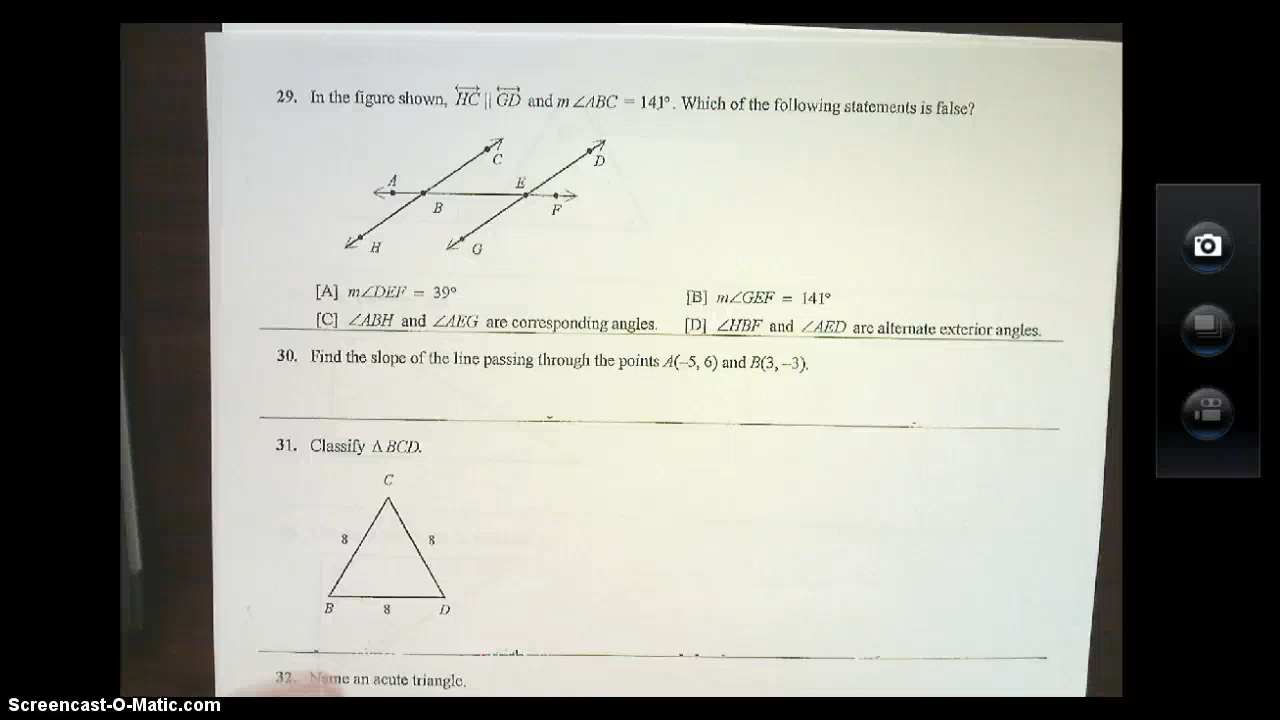 29. In the figure shown, HC || GD and m∠ABC = 141°. Which of the following statements is false?
A
C
D
E
B
F
H
G
[A] m∠DEF = 39°
[B] m∠GEF = 141°
[C] ∠ABH and ∠AEG are corresponding angles.
[D] ∠HBF and ∠AED are alternate exterior angles.
30. Find the slope of the line passing through the points A(–5, 6) and B(3, –3).
31. Classify Δ BCD.
C
8
8
B
8
D
32. Name an acute triangle.
Screencast-O-Matic.com